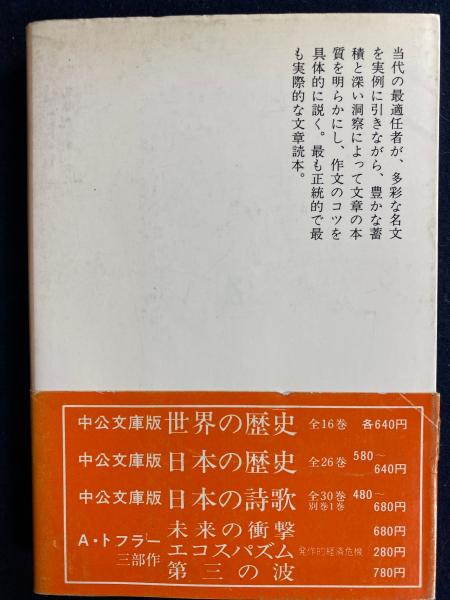 当代の最適任者が、多彩な名文
を実例に引きながら、豊かな蓄
積と深い洞察によって文章の本
質を明らかにし、作文のコツを
具体的に説く。最も正統的で最
も実際的な文章読本。
中公文庫版 世界の歴史 全16巻 各640円
中公文庫版 日本の歴史 全26巻 580〜640円
中公文庫版 日本の詩歌 全30巻 別巻1巻 480〜680円
A・トフラー三部作
未来の衝撃 680円
エコスパズム 発作的経済危機 280円
第三の波 780円